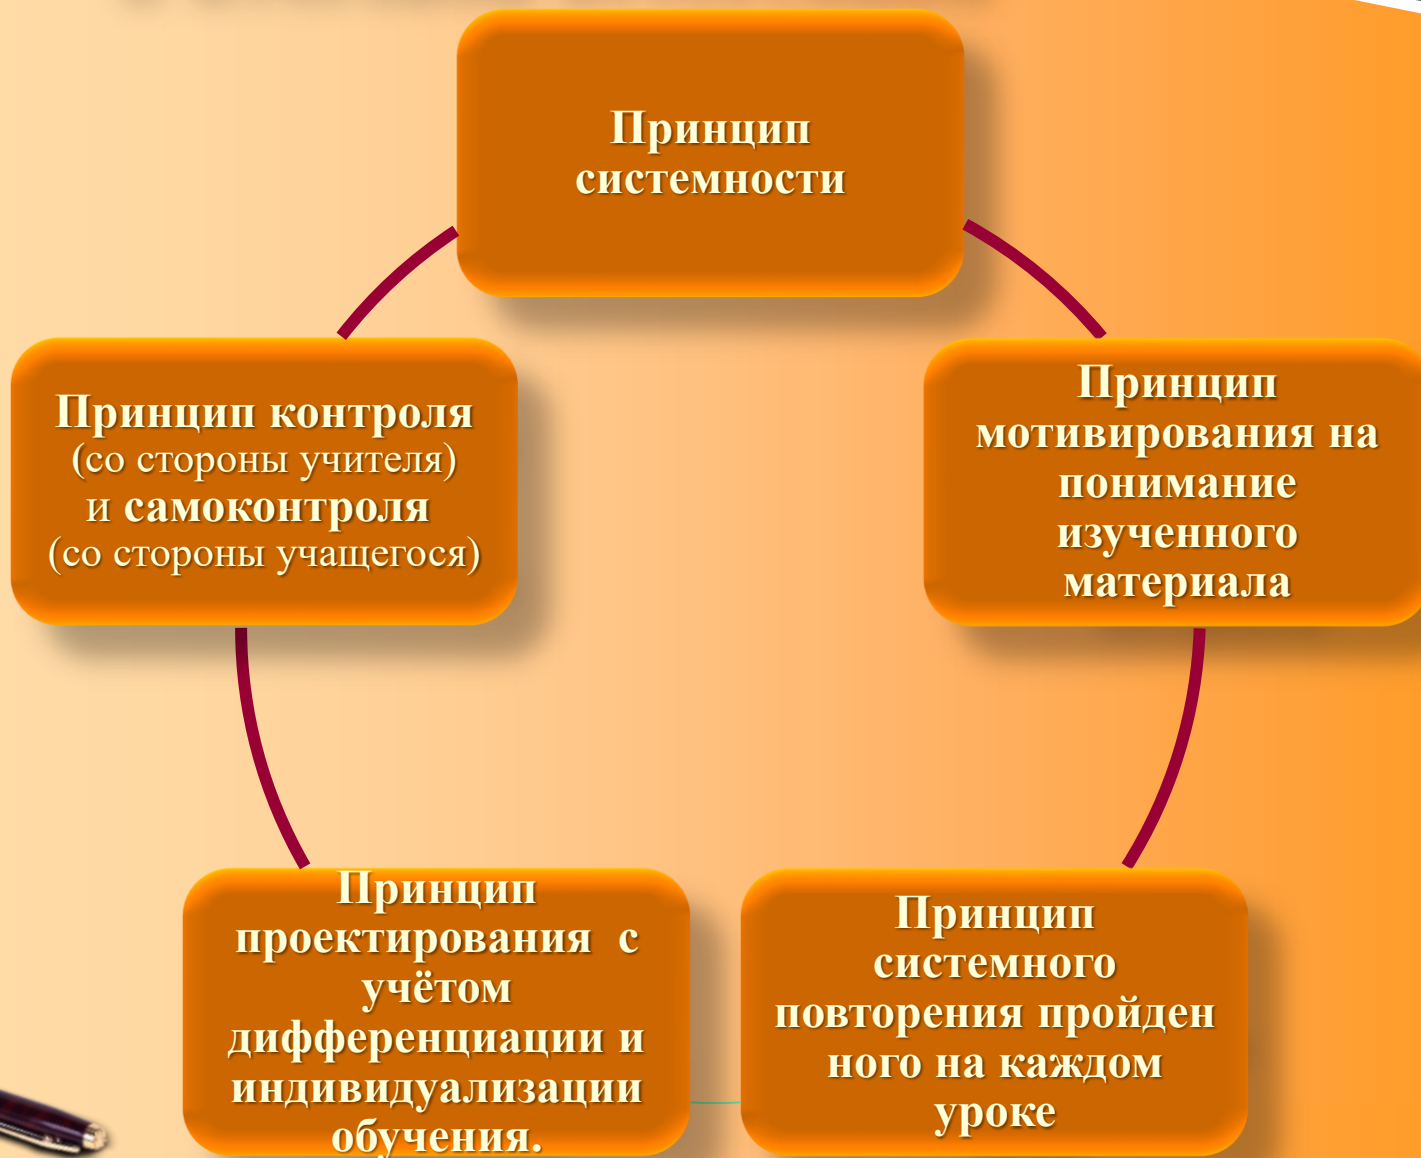 Принцип
системности
Принцип контроля
(со стороны учителя)
и самоконтроля
(со стороны учащегося)
Принцип
мотивирования на
понимание
изученного
материала
Принцип
проектирования с
учётом
дифференциации и
индивидуализации
обучения.
Принцип
системного
повторения пройден
ного на каждом
уроке